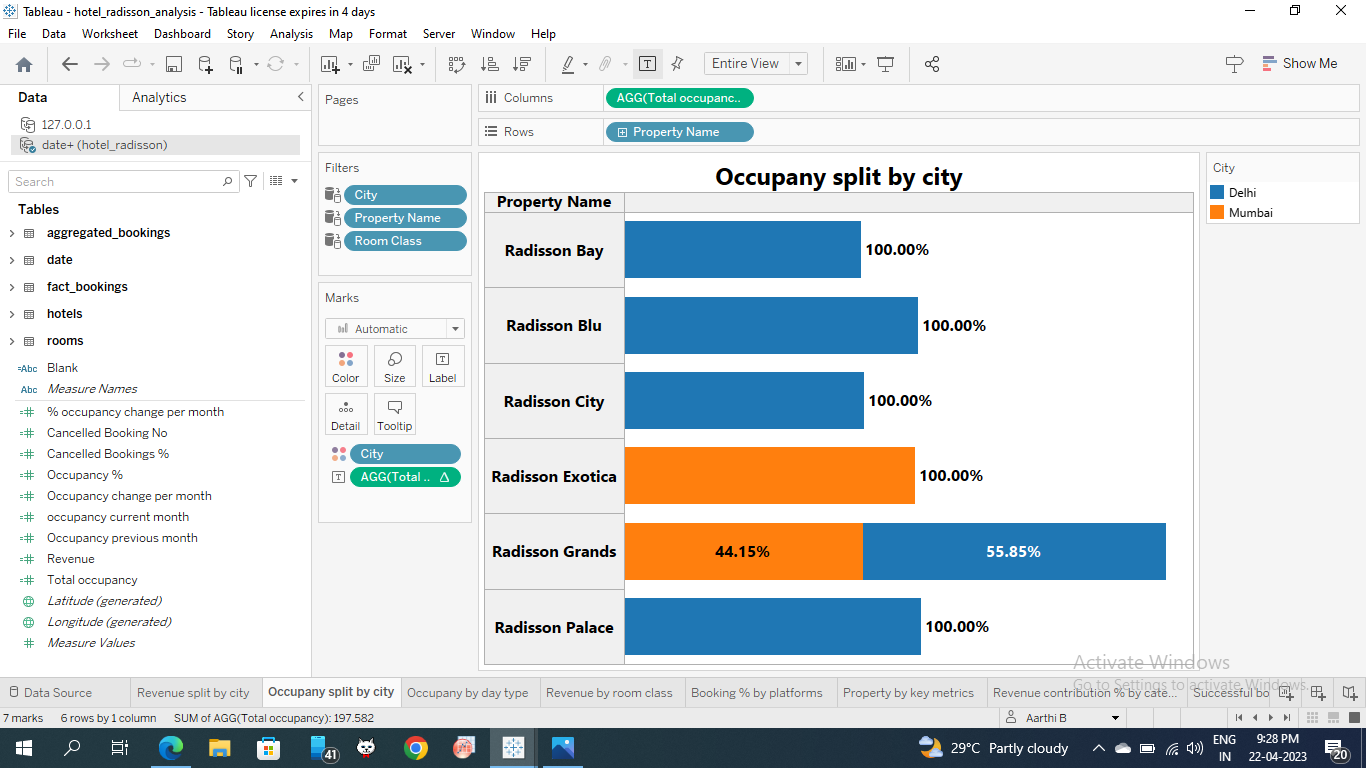 Tableau - hotel_radisson_analysis - Tableau license expires in 4 days
File Data Worksheet Dashboard Story Analysis Map Format Server Window Help
Entire View
Show Me
Data Analytics
127.0.0.1
date+ (hotel_radisson)
Search
Tables
aggregated_bookings
date
fact_bookings
hotels
rooms
=Abc Blank
Abc Measure Names
=# % occupancy change per month
=# Cancelled Booking No
=# Cancelled Bookings %
=# Occupancy %
=# Occupancy change per month
=# occupancy current month
=# Occupancy previous month
=# Revenue
=# Total occupancy
Latitude (generated)
Longitude (generated)
# Measure Values
Pages
Filters
City
Property Name
Room Class
Marks
Automatic
Color Size Label
Detail Tooltip
City
AGG(Total ..
Columns AGG(Total occupanc..
Rows Property Name
Occupany split by city
Property Name
Radisson Bay 100.00%
Radisson Blu 100.00%
Radisson City 100.00%
Radisson Exotica 100.00%
Radisson Grands 44.15% 55.85%
Radisson Palace 100.00%
City
Delhi
Mumbai
Activate Windows
Go to Settings to activate Windows.
Data Source Revenue split by city Occupany split by city Occupancy by day type Revenue by room class Booking % by platforms Property by key metrics Revenue contribution % by cate... Successful bo
7 marks 6 rows by 1 column SUM of AGG(Total occupancy): 197.582 Aarthi B
41 29°C Partly cloudy ENG IN 9:28 PM 22-04-2023 20